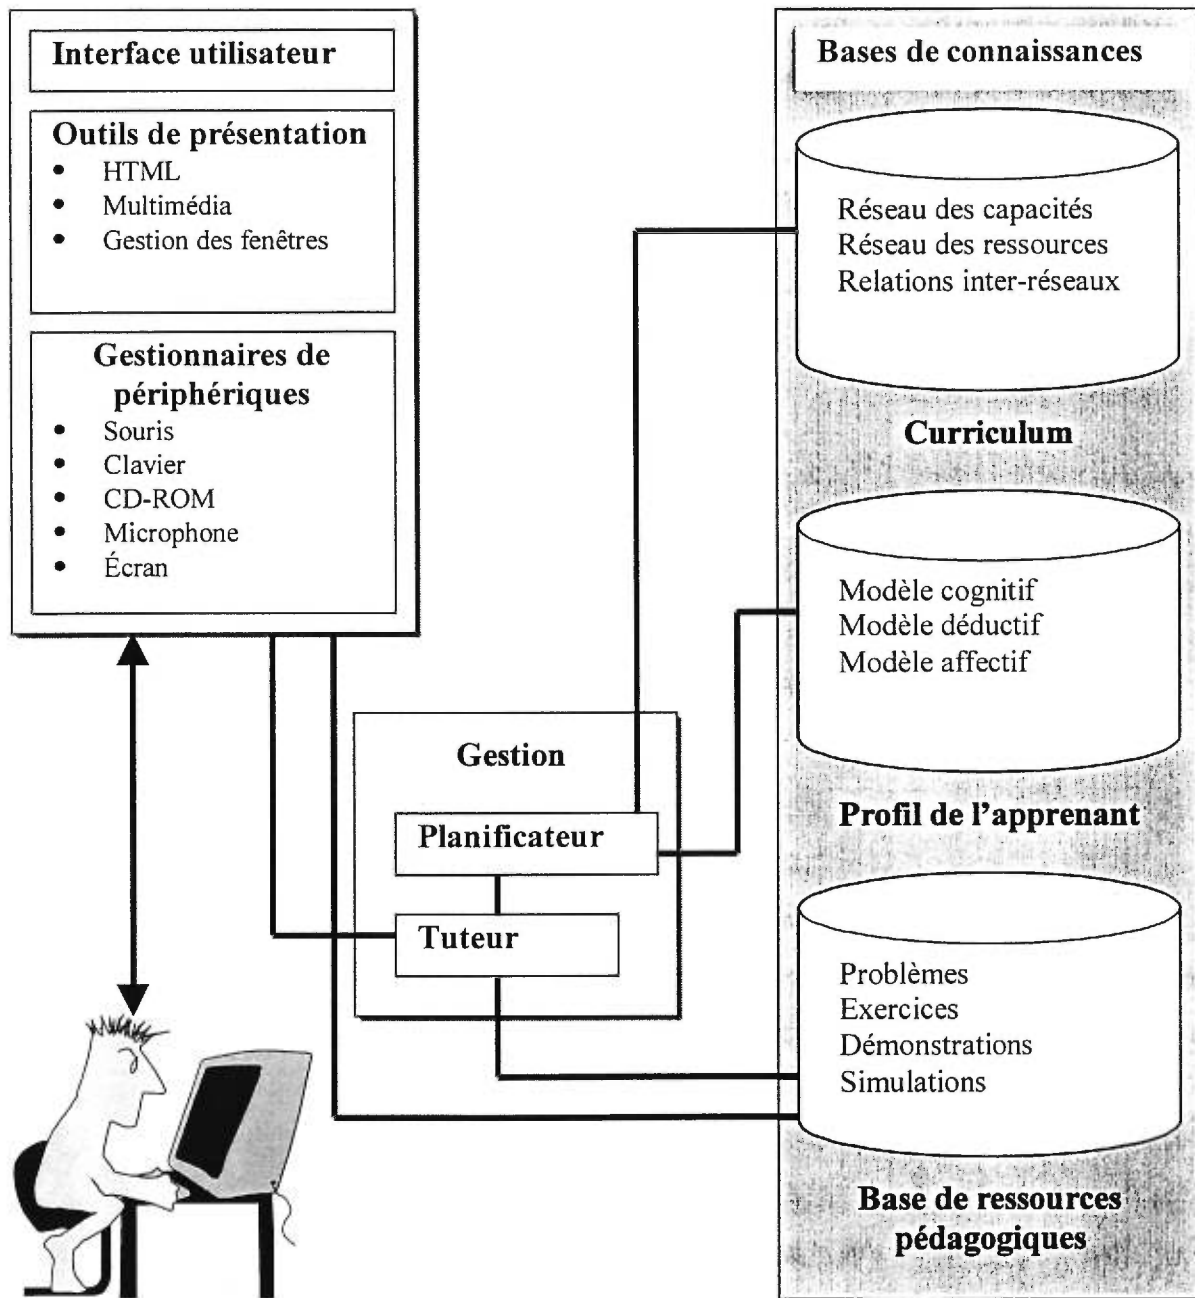 Interface utilisateur
Outils de présentation
• HTML
• Multimédia
• Gestion des fenêtres
Gestionnaires de
périphériques
• Souris
• Clavier
• CD-ROM
• Microphone
• Écran
Gestion
Planificateur
Tuteur
Bases de connaissances
Réseau des capacités
Réseau des ressources
Relations inter-réseaux
Curriculum
Modèle cognitif
Modèle déductif
Modèle affectif
Profil de l'apprenant
Problèmes
Exercices
Démonstrations
Simulations
Base de ressources
pédagogiques